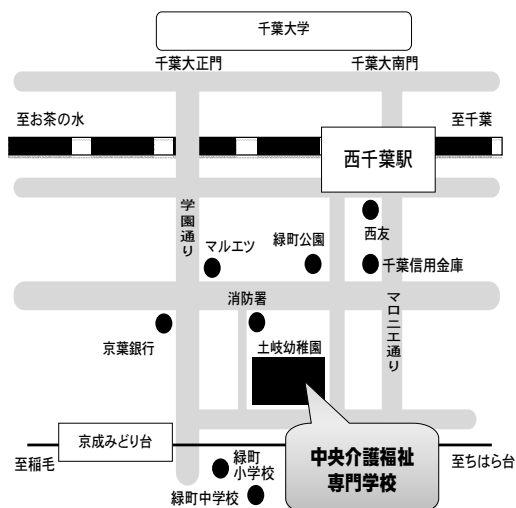 千葉大学
千葉大正門
千葉大南門
至お茶の水
至千葉
西千葉駅
学園通り
西友
マルエツ
緑町公園
千葉信用金庫
消防署
マロニエ通り
京葉銀行
土岐幼稚園
京成みどり台
至稲毛
中央介護福祉
専門学校
至ちはら台
緑町
小学校
緑町中学校